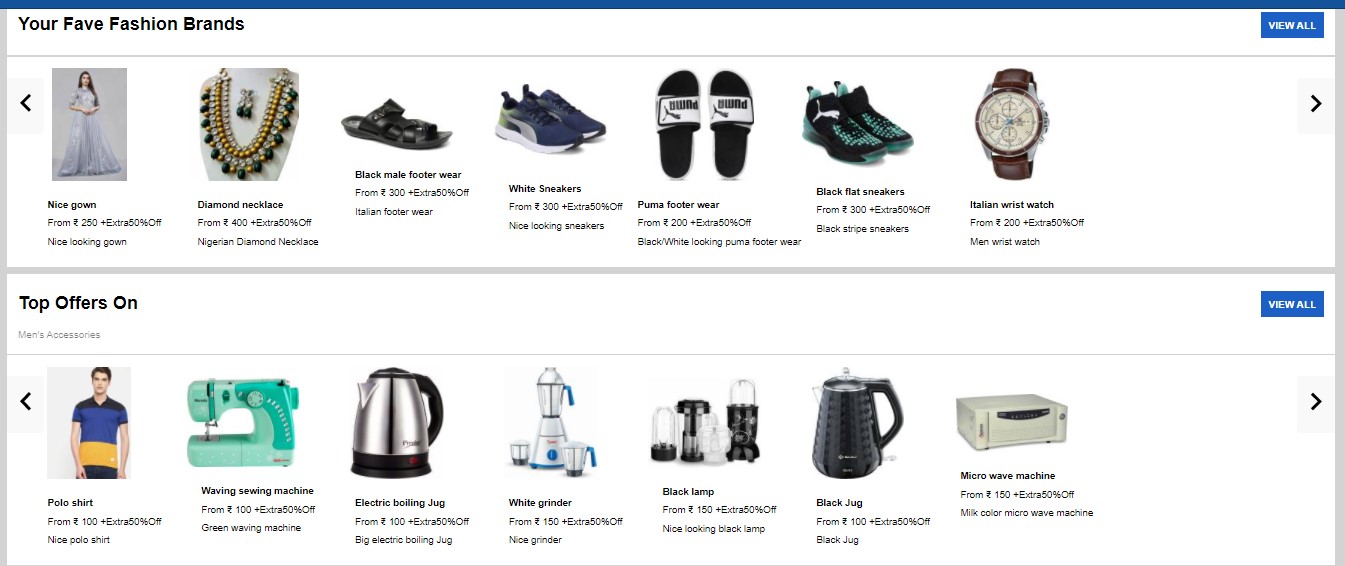 Your Fave Fashion Brands
VIEW ALL
Nice gown
From ₹ 250 +Extra50%Off
Nice looking gown
Diamond necklace
From ₹ 400 +Extra50%Off
Nigerian Diamond Necklace
Black male footer wear
From ₹ 300 +Extra50%Off
Italian footer wear
White Sneakers
From ₹ 300 +Extra50%Off
Nice looking sneakers
PUMA
PUMA
Puma footer wear
From ₹ 200 +Extra50%Off
Black/White looking puma footer wear
Black flat sneakers
From ₹ 300 +Extra50%Off
Black stripe sneakers
Italian wrist watch
From ₹ 200 +Extra50%Off
Men wrist watch
Top Offers On
VIEW ALL
Men's Accessories
Polo shirt
From ₹ 100 +Extra50%Off
Nice polo shirt
Waving sewing machine
From ₹ 100 +Extra50%Off
Green waving machine
Prestige
Electric boiling Jug
From ₹ 100 +Extra50%Off
Big electric boiling Jug
White grinder
From ₹ 150 +Extra50%Off
Nice grinder
Black lamp
From ₹ 150 +Extra50%Off
Nice looking black lamp
Black Jug
From ₹ 100 +Extra50%Off
Black Jug
Micro wave machine
From ₹ 150 +Extra50%Off
Milk color micro wave machine